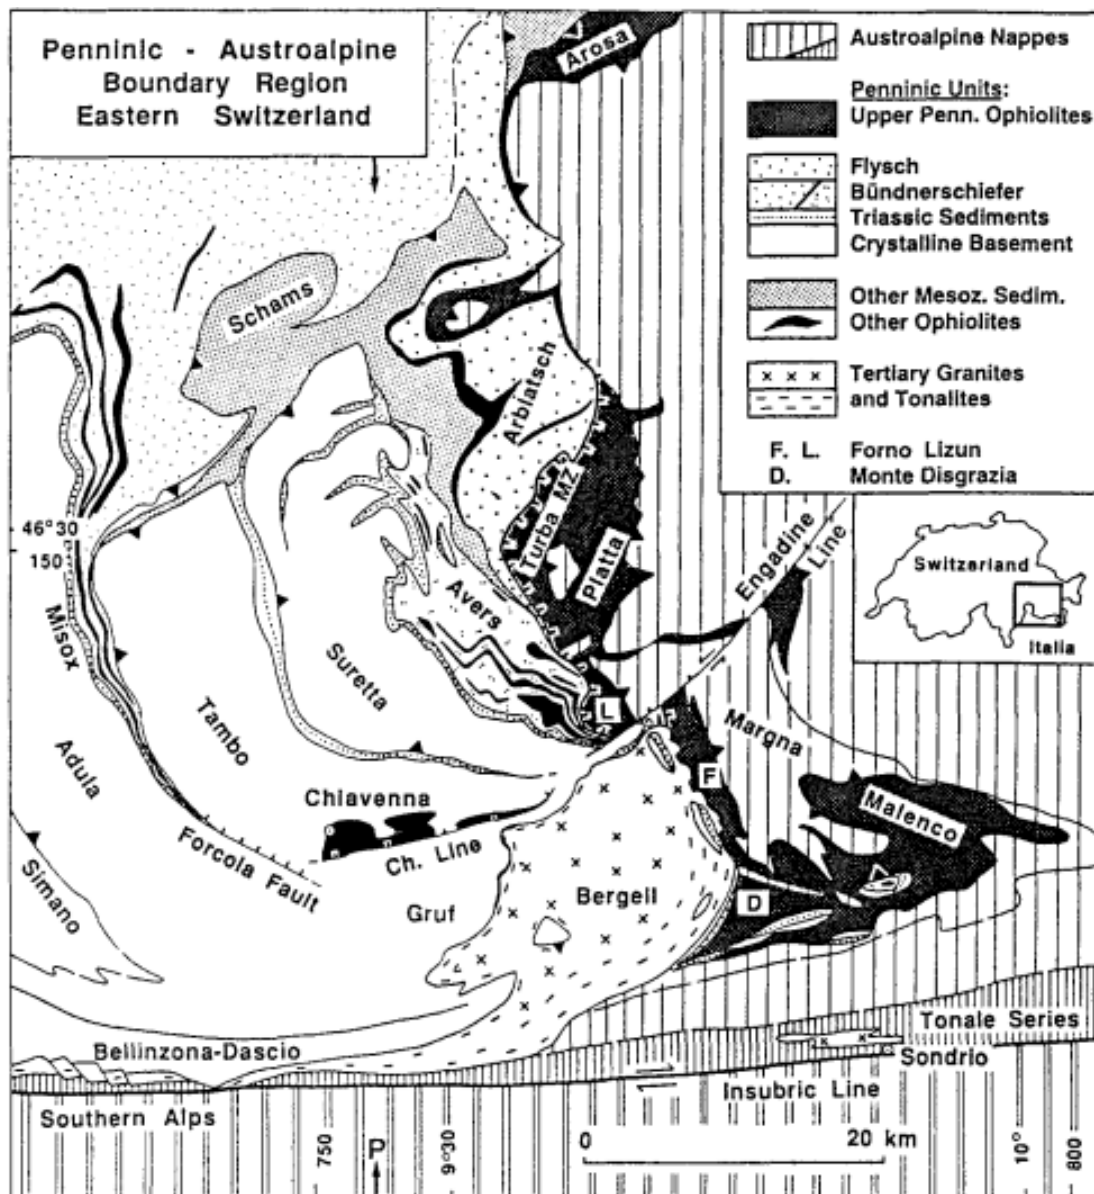 Penninic - Austroalpine
Boundary Region
Eastern Switzerland
Arosa
Austroalpine Nappes
Penninic Units:
Upper Penn. Ophiolites
Flysch
Bündnerschiefer
Triassic Sediments
Crystalline Basement
Other Mesoz. Sedim.
Other Ophiolites
Tertiary Granites
and Tonalites
F. L. Forno Lizun
D. Monte Disgrazia
Schams
Arblatsch
Turba MZ
Platta
Engadine
Line
Switzerland
Italia
46°30
150
Misox
Avers
Suretta
Tambo
Adula
L
F
Margna
Malenco
Chiavenna
Ch. Line
Forcola Fault
Simano
Gruf
Bergell
D
Bellinzona-Dascio
Tonale Series
Sondrio
Insubric Line
Southern Alps
750
P
9°30
0 20 km
10°
800